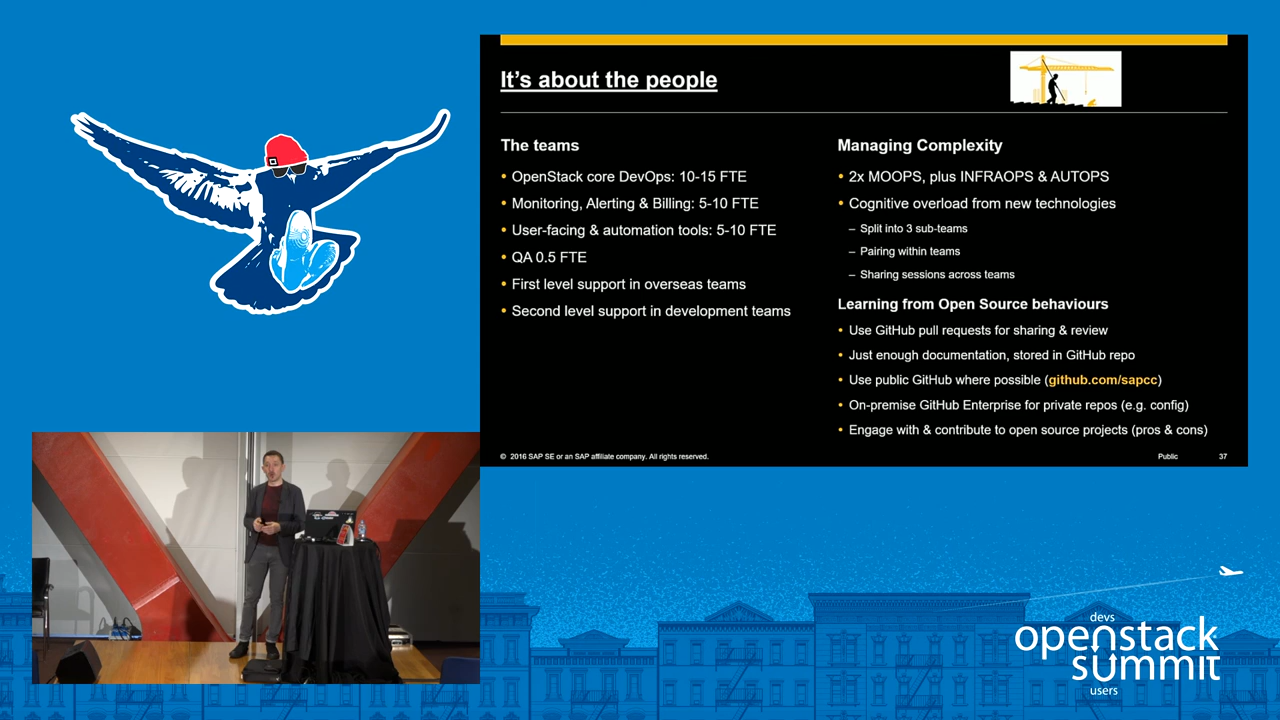 It's about the people
The teams
• OpenStack core DevOps: 10-15 FTE
• Monitoring, Alerting & Billing: 5-10 FTE
• User-facing & automation tools: 5-10 FTE
• QA 0.5 FTE
• First level support in overseas teams
• Second level support in development teams
Managing Complexity
• 2x MOOPS, plus INFRAOPS & AUTOPS
• Cognitive overload from new technologies
– Split into 3 sub-teams
– Pairing within teams
– Sharing sessions across teams
Learning from Open Source behaviours
• Use GitHub pull requests for sharing & review
• Just enough documentation, stored in GitHub repo
• Use public GitHub where possible (github.com/sapcc)
• On-premise GitHub Enterprise for private repos (e.g. config)
• Engage with & contribute to open source projects (pros & cons)
© 2016 SAP SE or an SAP affiliate company. All rights reserved.
Public
37
devs
openstack
summit
users